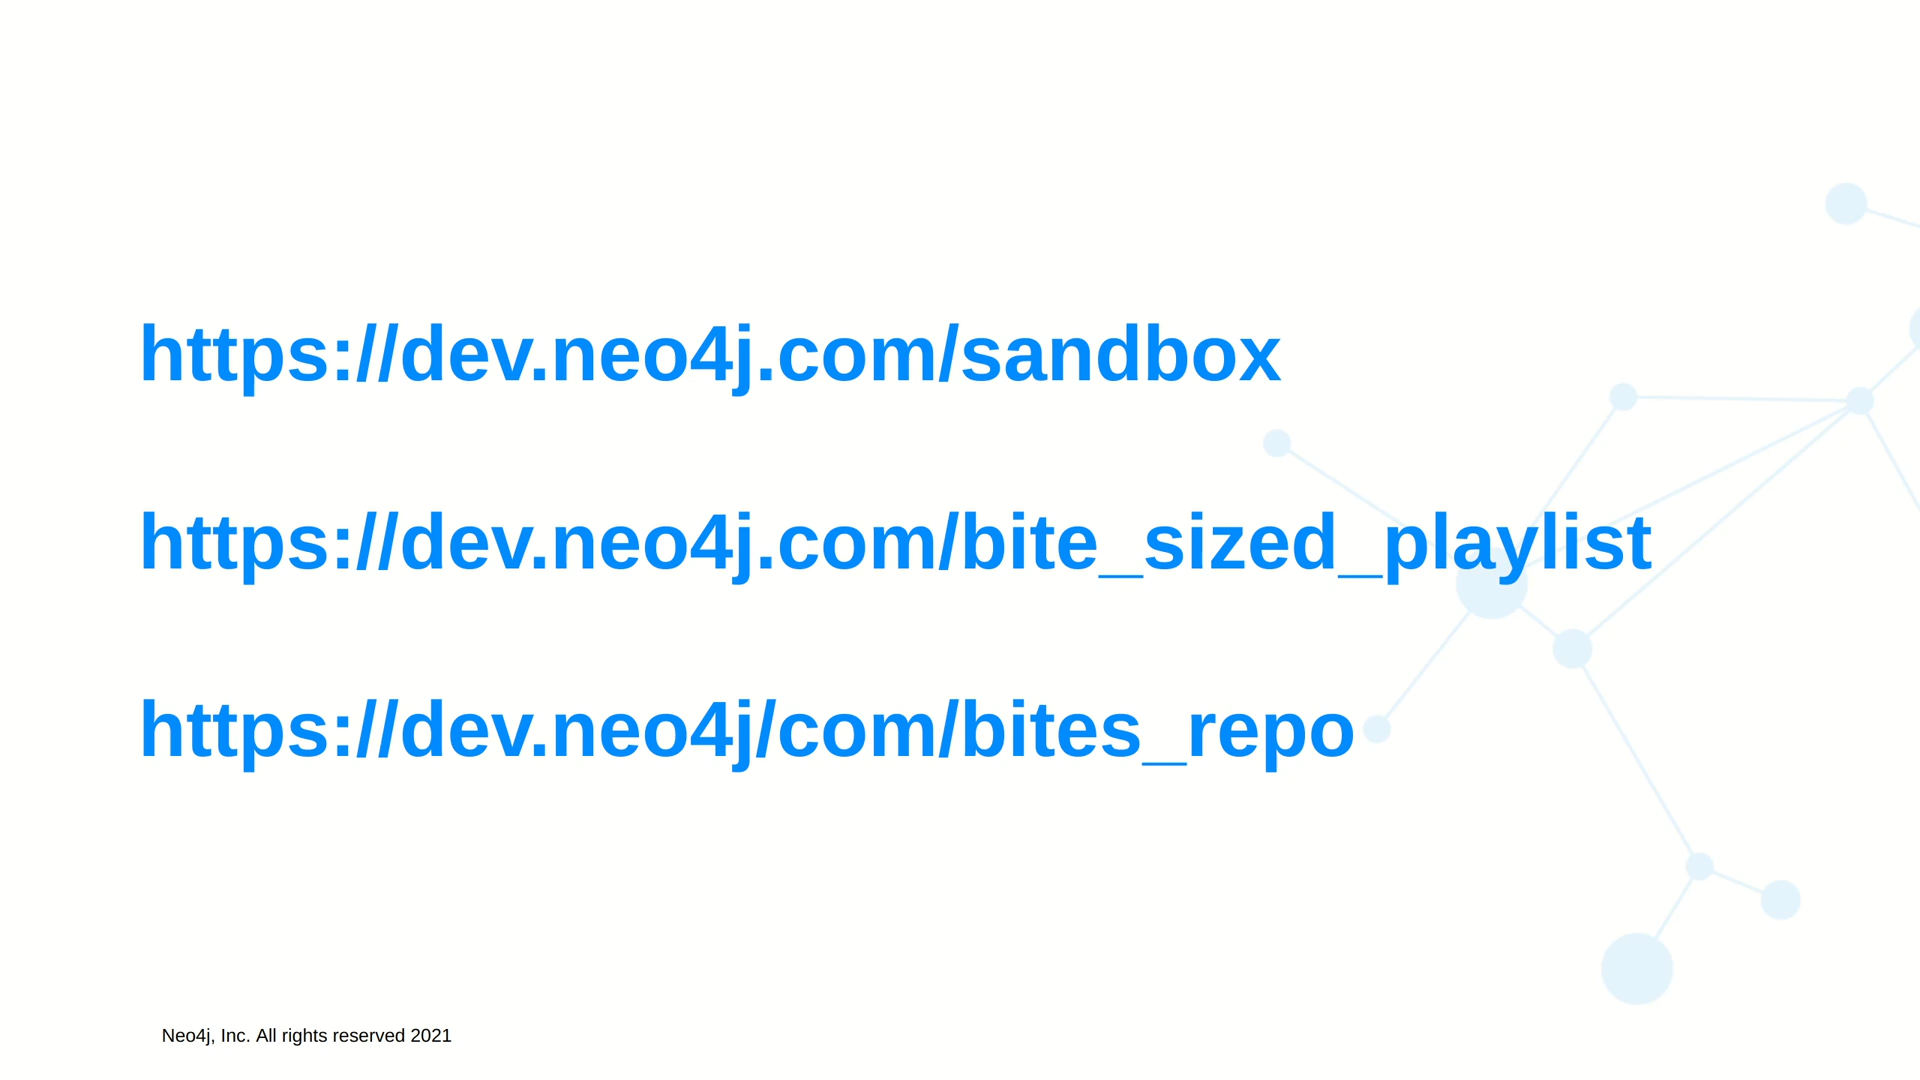 https://dev.neo4j.com/sandbox
https://dev.neo4j.com/bite_sized_playlist
https://dev.neo4j/com/bites_repo
Neo4j, Inc. All rights reserved 2021